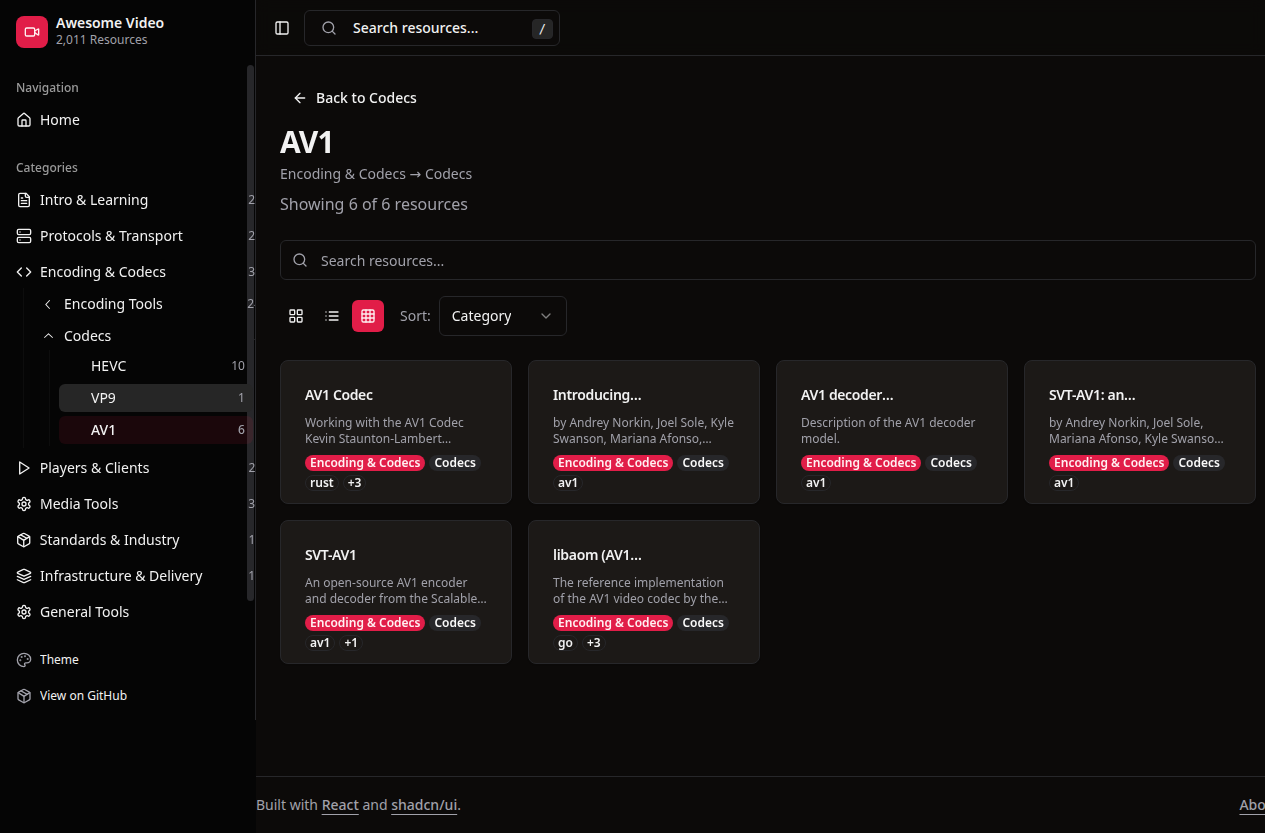 Awesome Video
2,011 Resources
Search resources...
/
Navigation
Home
Categories
Intro & Learning
2
Protocols & Transport
2
Encoding & Codecs
3
Encoding Tools
2
Codecs
HEVC
10
VP9
1
AV1
6
Players & Clients
2
Media Tools
3
Standards & Industry
1
Infrastructure & Delivery
1
General Tools
Theme
View on GitHub
Back to Codecs
AV1
Encoding & Codecs → Codecs
Showing 6 of 6 resources
Search resources...
Sort:
Category
AV1 Codec
Working with the AV1 Codec
Kevin Staunton-Lambert...
Encoding & Codecs Codecs
rust +3
Introducing...
by Andrey Norkin, Joel Sole, Kyle
Swanson, Mariana Afonso,...
Encoding & Codecs Codecs
av1
AV1 decoder...
Description of the AV1 decoder
model.
Encoding & Codecs Codecs
av1
SVT-AV1: an...
by Andrey Norkin, Joel Sole,
Mariana Afonso, Kyle Swanso...
Encoding & Codecs Codecs
av1
SVT-AV1
An open-source AV1 encoder
and decoder from the Scalable...
Encoding & Codecs Codecs
av1 +1
libaom (AV1...
The reference implementation
of the AV1 video codec by the...
Encoding & Codecs Codecs
go +3
Built with React and shadcn/ui.
Abo